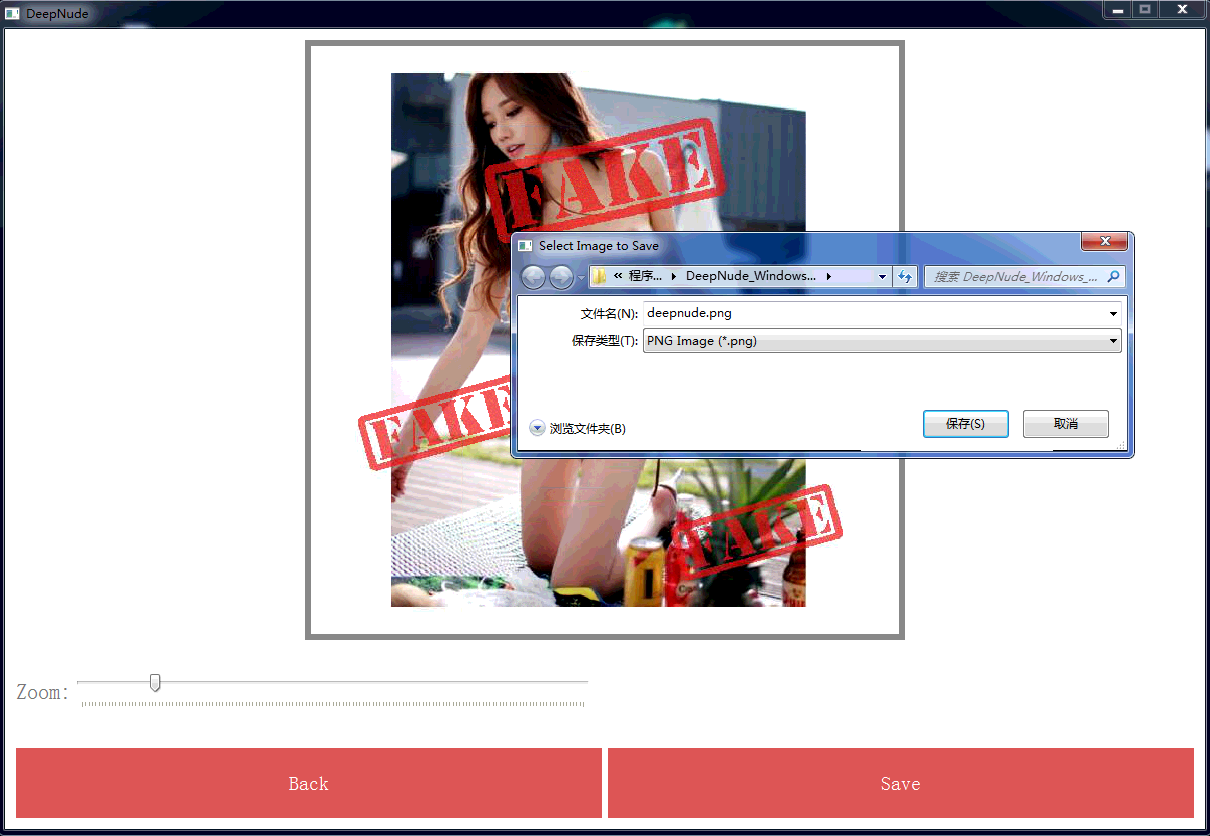 DeepNude
FAKE
Select Image to Save
« 程序... DeepNude_Windows...
搜索 DeepNude_Windows_...
文件名(N): deepnude.png
保存类型(T): PNG Image (*.png)
FAKE
浏览文件夹(B)
保存(S)
取消
FAKE
Zoom:
Back
Save